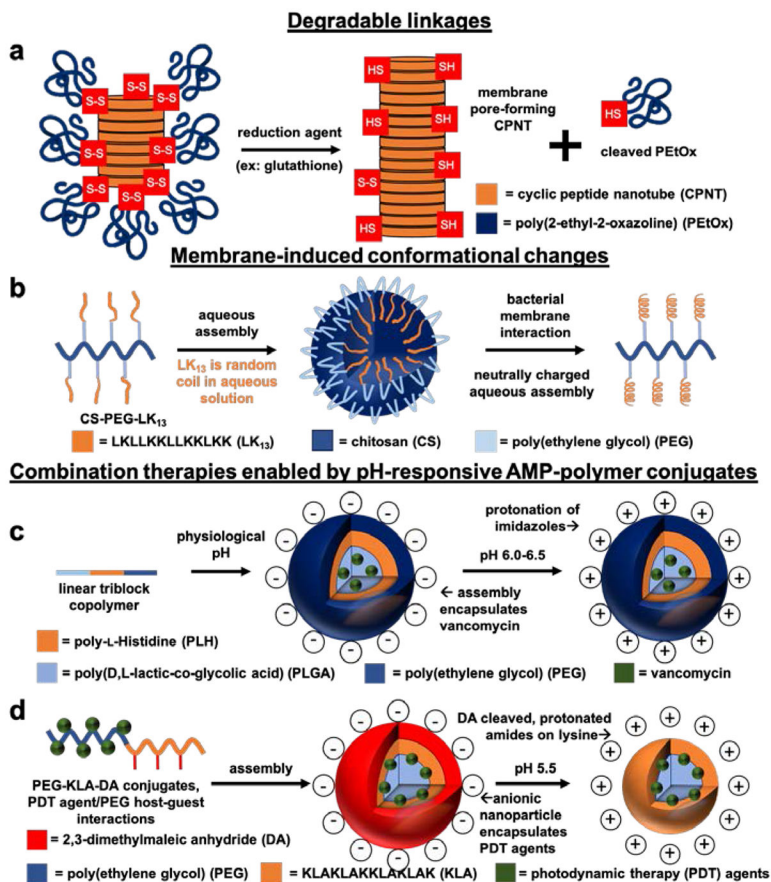 Degradable linkages
a
S-S
S-S
S-S
S-S
S-S
S-S
S-S
S-S
S-S
reduction agent
(ex: glutathione)
HS
SH
HS
SH
HS
SH
S-S
SH
HS
SH
membrane
pore-forming
CPNT
+
HS
cleaved PEtOx
= cyclic peptide nanotube (CPNT)
= poly(2-ethyl-2-oxazoline) (PEtOx)
Membrane-induced conformational changes
b
aqueous
assembly
LK13 is random
coil in aqueous
solution
bacterial
membrane
interaction
neutrally charged
aqueous assembly
CS-PEG-LK13
= LKLLKKLLKKLKK (LK13)
= chitosan (CS)
= poly(ethylene glycol) (PEG)
Combination therapies enabled by pH-responsive AMP-polymer conjugates
c
linear triblock
copolymer
physiological
pH
protonation of
imidazoles→
pH 6.0-6.5
← assembly
encapsulates
vancomycin
= poly-L-Histidine (PLH)
= poly(D,L-lactic-co-glycolic acid) (PLGA)
= poly(ethylene glycol) (PEG)
= vancomycin
d
PEG-KLA-DA conjugates,
PDT agent/PEG host-guest
interactions
assembly
DA cleaved, protonated
amides on lysine→
pH 5.5
←anionic
nanoparticle
encapsulates
PDT agents
= 2,3-dimethylmaleic anhydride (DA)
= poly(ethylene glycol) (PEG)
= KLAKLAKKLAKLAK (KLA)
= photodynamic therapy (PDT) agents